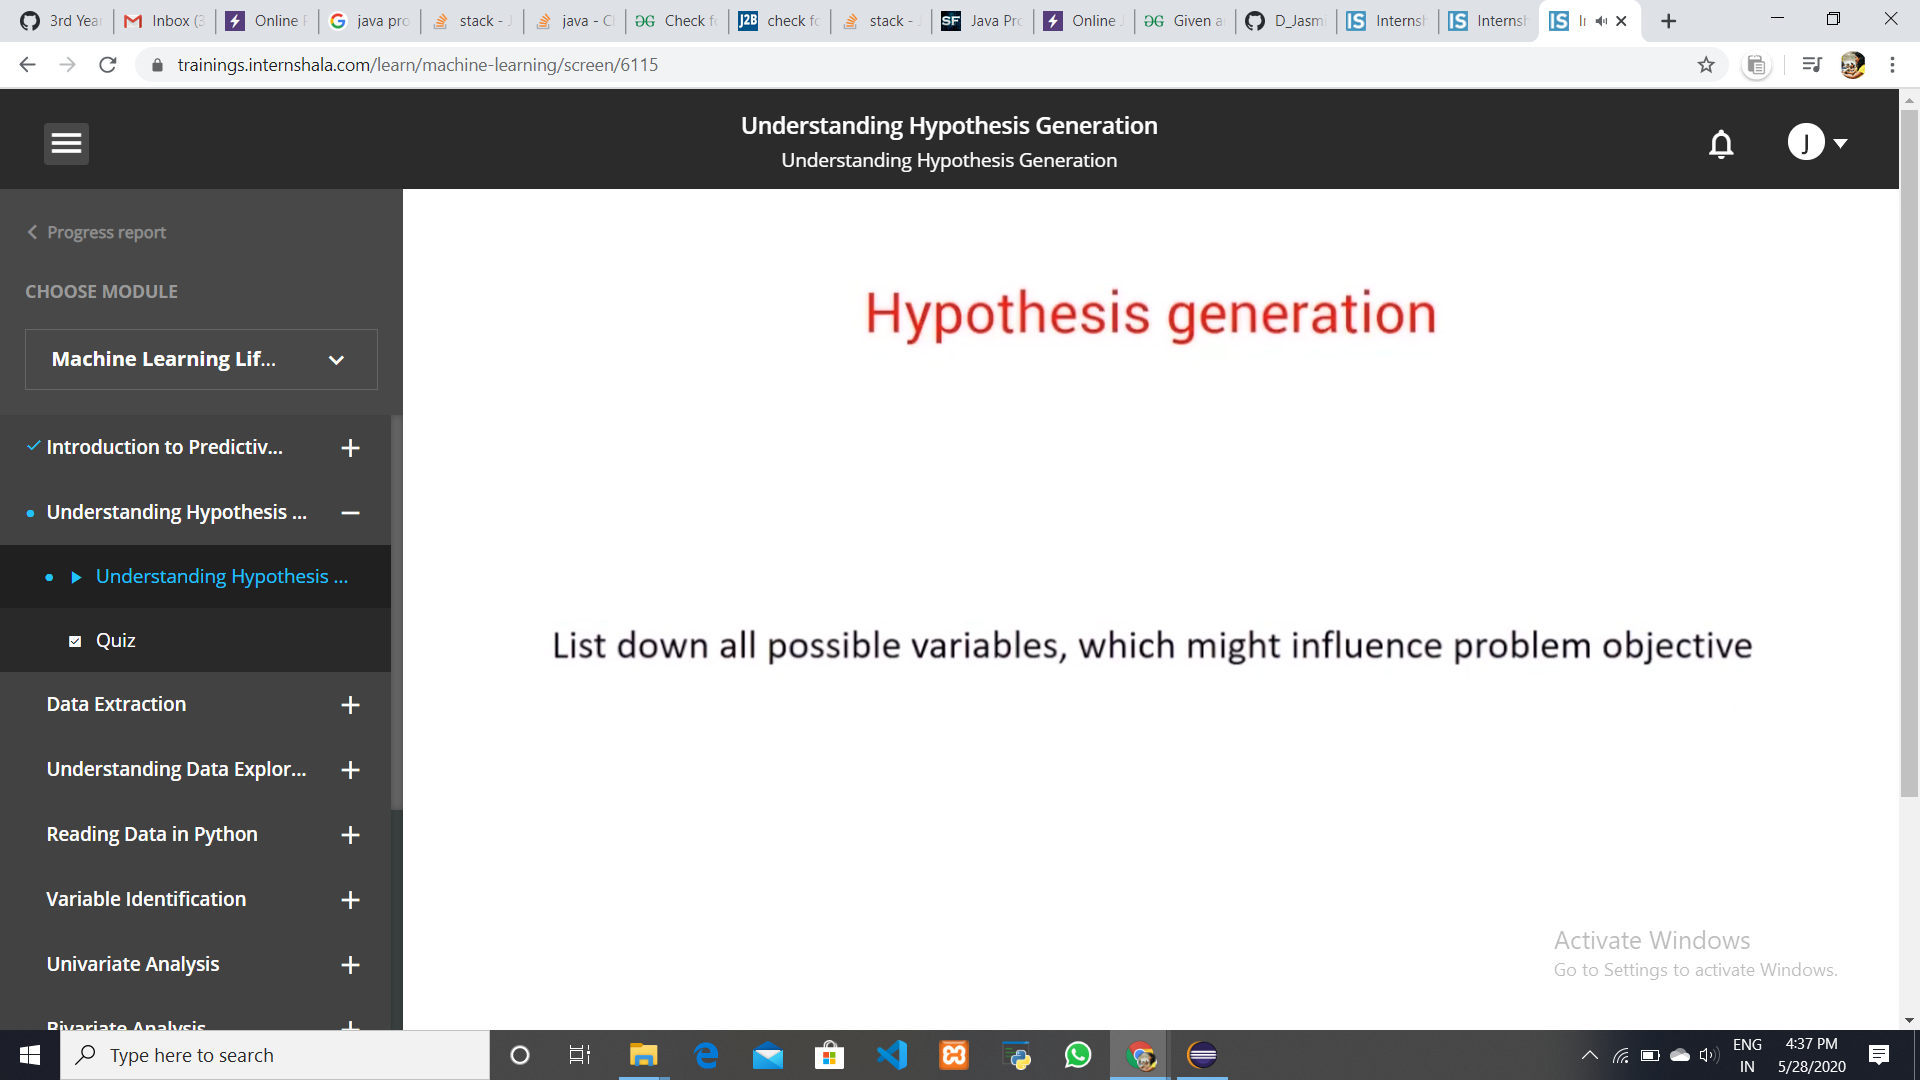 3rd Yea
Inbox (3
Online F
java pro
stack - J
java - Cl
Check fo
check fo
stack - J
Java Pro
Online J
Given a
D_Jasmi
Internsh
Internsh
In
trainings.internshala.com/learn/machine-learning/screen/6115
Understanding Hypothesis Generation
Understanding Hypothesis Generation
J
Progress report
CHOOSE MODULE
Machine Learning Lif...
Introduction to Predictiv...
Understanding Hypothesis ...
Understanding Hypothesis ...
Quiz
Data Extraction
Understanding Data Explor...
Reading Data in Python
Variable Identification
Univariate Analysis
Bivariate Analysis
Hypothesis generation
List down all possible variables, which might influence problem objective
Activate Windows
Go to Settings to activate Windows.
Type here to search
ENG
IN
4:37 PM
5/28/2020